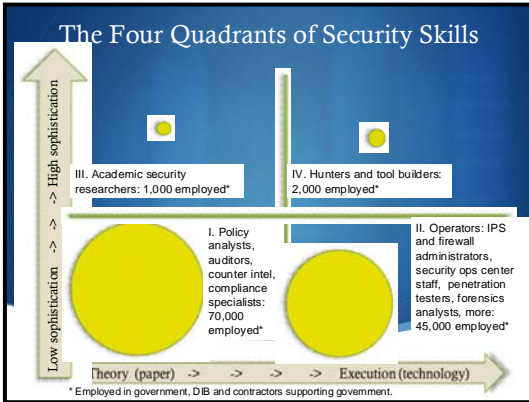 The Four Quadrants of Security Skills
Low sophistication -> -> -> High sophistication
III. Academic security
researchers: 1,000 employed*
IV. Hunters and tool builders:
2,000 employed*
I. Policy
analysts,
auditors,
counter intel,
compliance
specialists:
70,000
employed*
II. Operators: IPS
and firewall
administrators,
security ops center
staff, penetration
testers, forensics
analysts, more:
45,000 employed*
Theory (paper) -> -> -> -> Execution (technology)
* Employed in government, DIB and contractors supporting government.